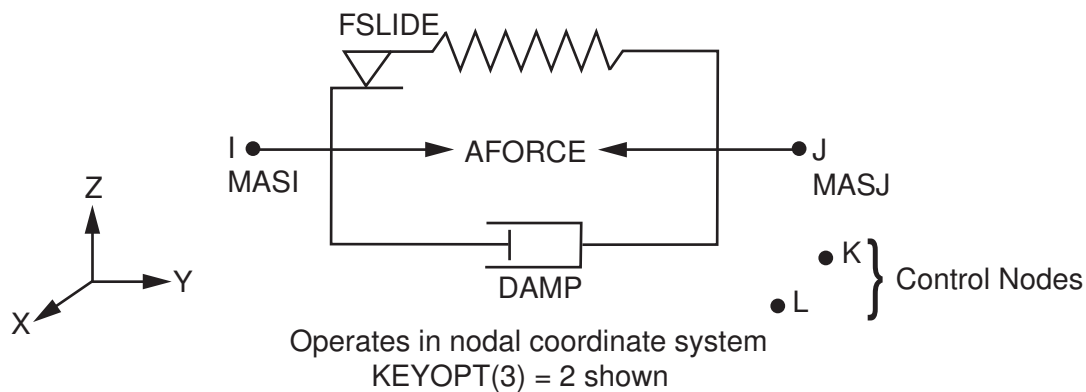 FSLIDE
I
AFORCE
J
MASI
MASJ
Z
Y
X
DAMP
K
L
Control Nodes
Operates in nodal coordinate system
KEYOPT(3) = 2 shown